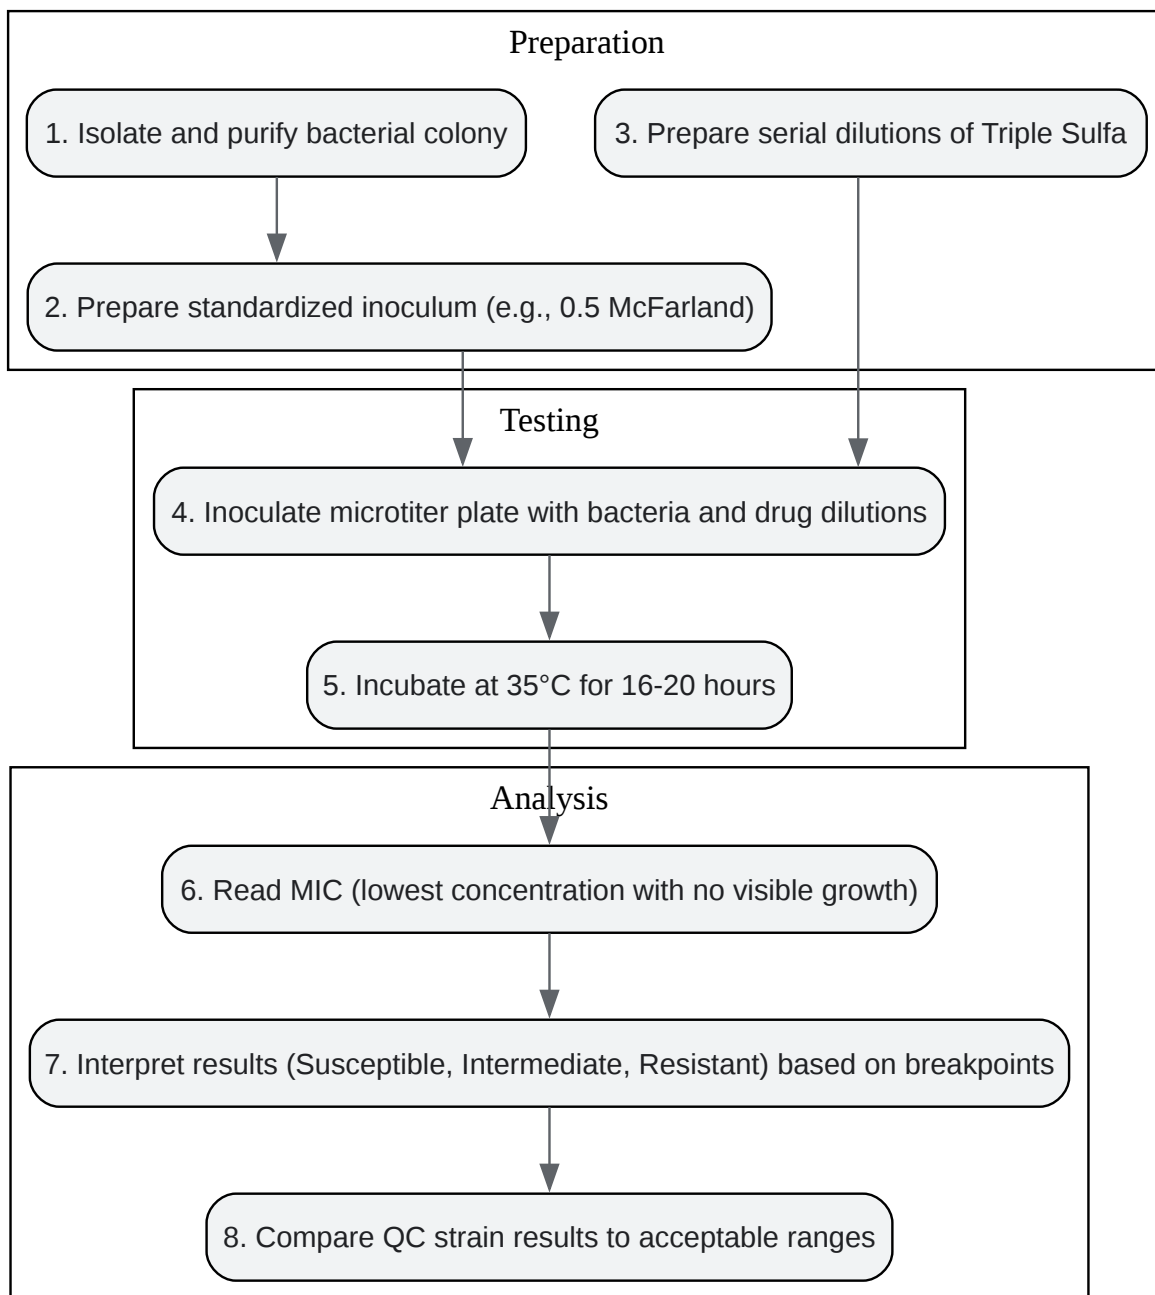 Preparation
1. Isolate and purify bacterial colony
3. Prepare serial dilutions of Triple Sulfa
2. Prepare standardized inoculum (e.g., 0.5 McFarland)
Testing
4. Inoculate microtiter plate with bacteria and drug dilutions
5. Incubate at 35°C for 16-20 hours
Analysis
6. Read MIC (lowest concentration with no visible growth)
7. Interpret results (Susceptible, Intermediate, Resistant) based on breakpoints
8. Compare QC strain results to acceptable ranges